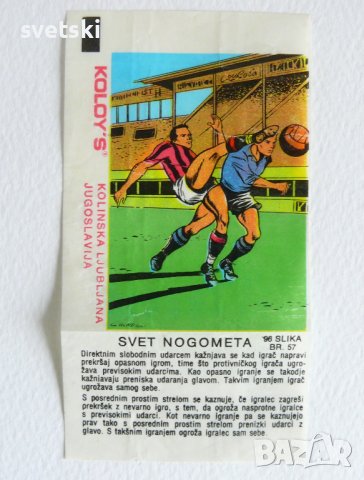 svetski
KOLOY'S®
KOLINSKA LJUBLJANA
JUGOSLAVIJA
Coca Cola
SVET NOGOMETA
'96 SLIKA
BR. 57
Direktnim slobodnim udarcem kažnjava se kad igrač napravi
prekršaj opasnom igrom, time što protivničkog igrača ugro-
žava previsokim udarcima. Kao opasno igranje se takodje
kažnjavaju preniska udaranja glavom. Takvim igranjem igrač
ugrožava samog sebe.
S posrednim prostim strelom se kaznuje, če igralec zagreši
prekršek z nevarno igro, s tem, da ogroža nasprotne igralce
s previsokimi udarci. Kot nevarno igranje pa se kaznujejo
prav tako s posrednim prostim strelom prenizki udarci z
glavo. S takšnim igranjem ogroža igralec sam sebe.
BAZAR.BG